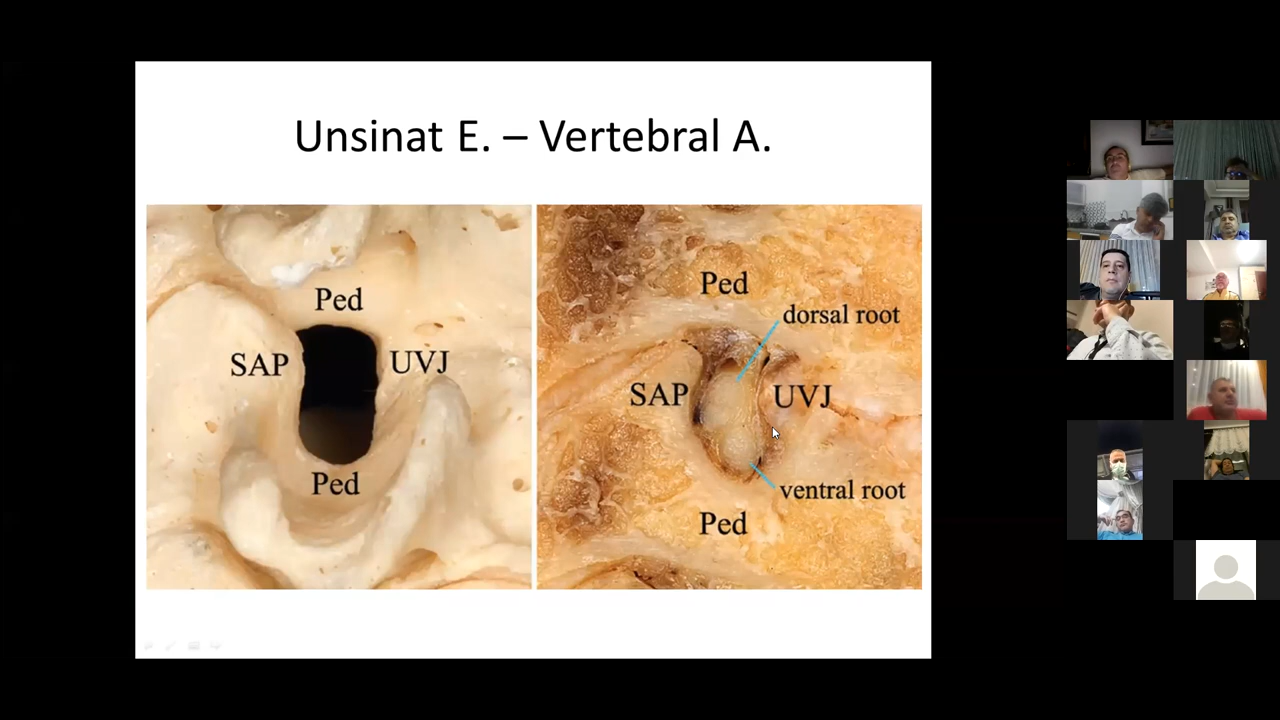 Unsinat E. – Vertebral A.
Ped
SAP
UVJ
Ped
Ped
dorsal root
SAP
UVJ
ventral root
Ped